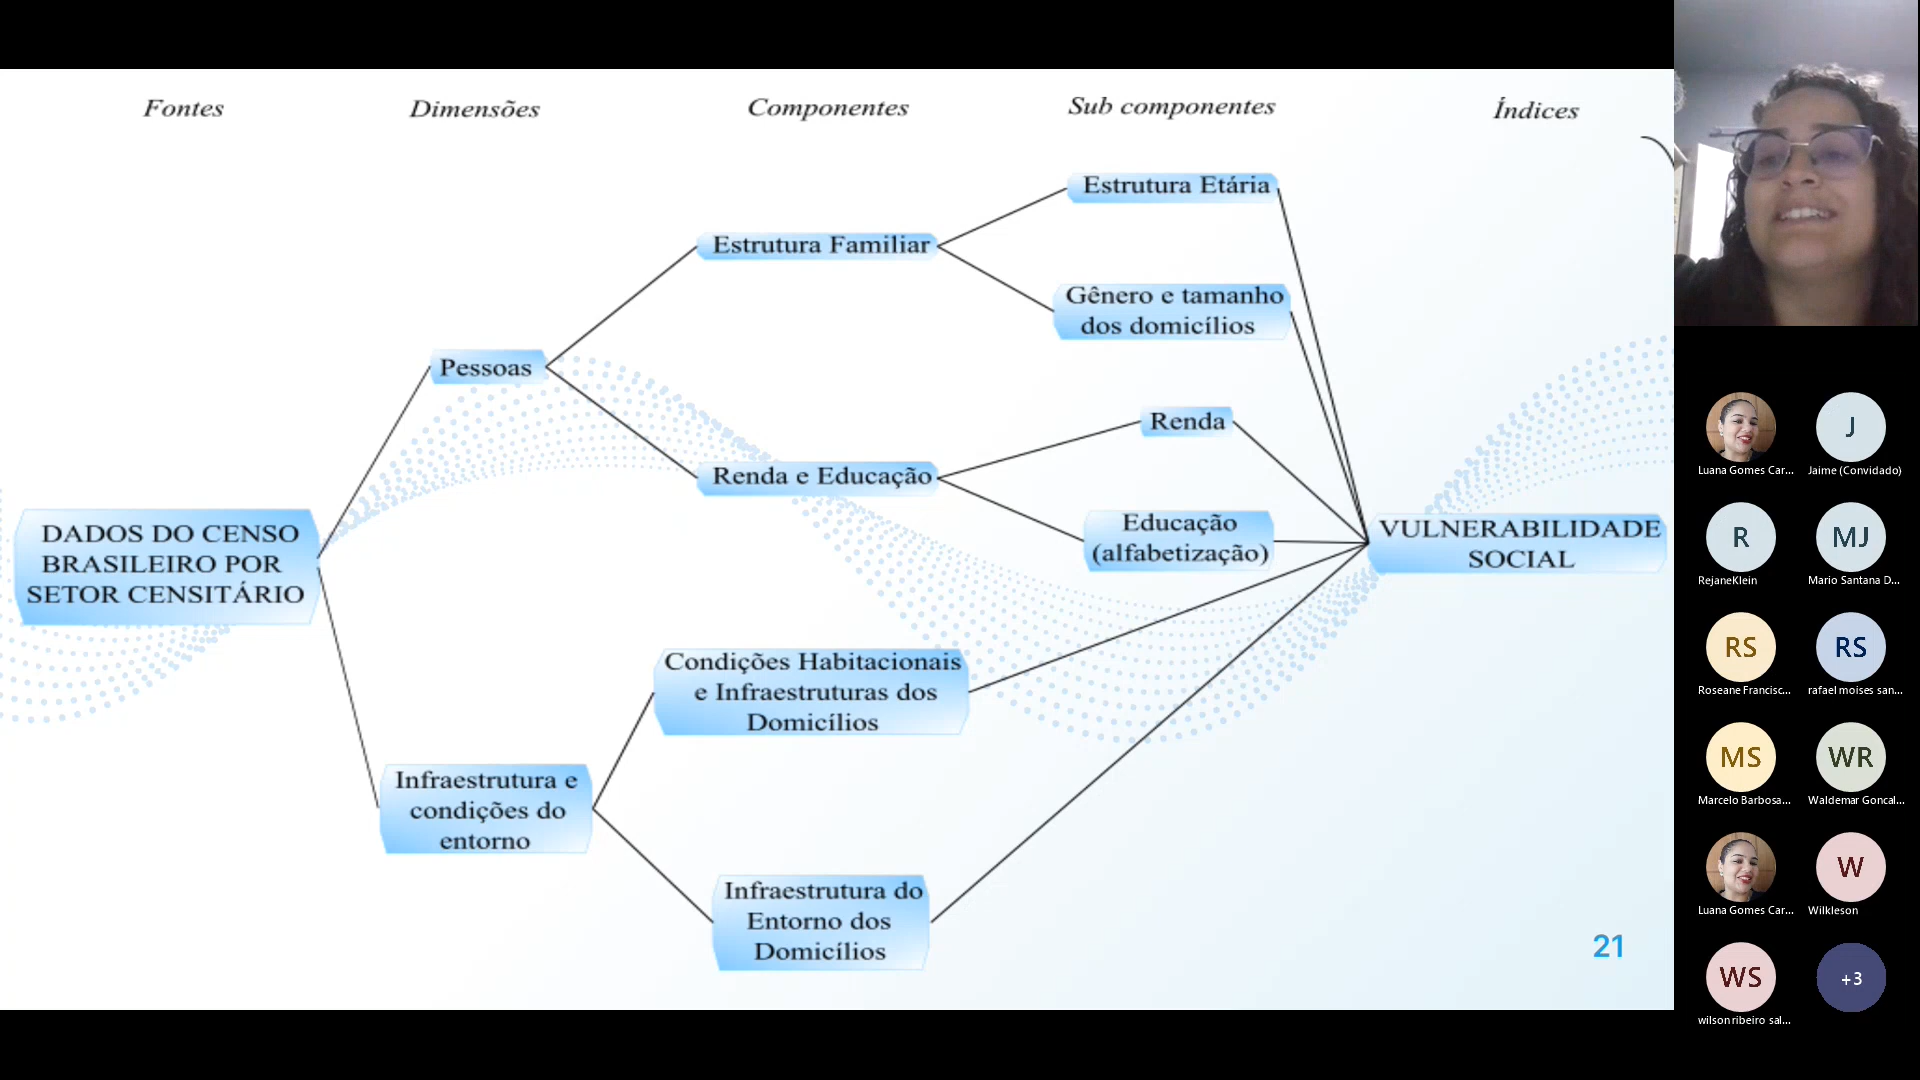 Fontes
Dimensões
Componentes
Sub componentes
Índices
Estrutura Etária
Estrutura Familiar
Gênero e tamanho
dos domicílios
Pessoas
Renda
Renda e Educação
Educação
(alfabetização)
DADOS DO CENSO
BRASILEIRO POR
SETOR CENSITÁRIO
VULNERABILIDADE
SOCIAL
Condições Habitacionais
e Infraestruturas dos
Domicílios
Infraestrutura e
condições do
entorno
Infraestrutura do
Entorno dos
Domicílios
21
Luana Gomes Car...
J
Jaime (Convidado)
R
RejaneKlein
MJ
Mario Santana D...
RS
Roseane Francisc...
RS
rafael moises san...
MS
Marcelo Barbosa...
WR
Waldemar Goncal...
Luana Gomes Car...
W
Wilkleson
WS
wilson ribeiro sal...
+3